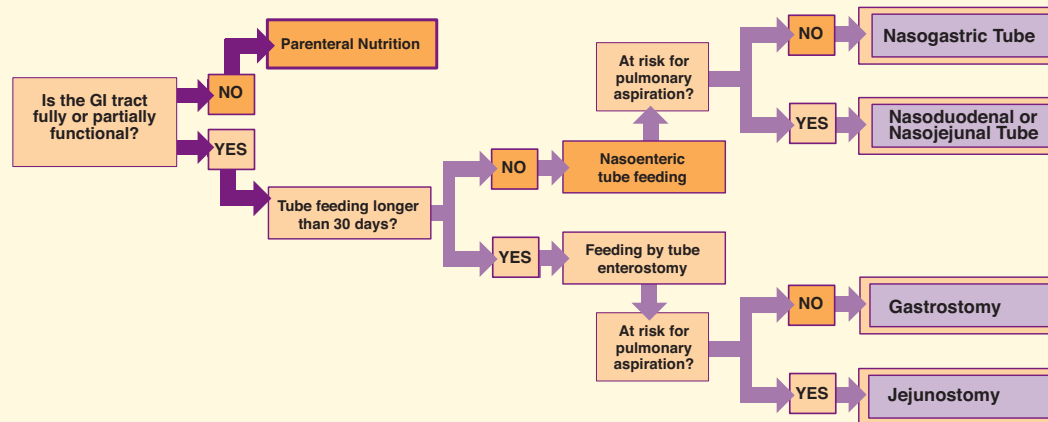 Is the GI tract
fully or partially
functional?
NO
Parenteral Nutrition
YES
Tube feeding longer
than 30 days?
NO
Nasoenteric
tube feeding
At risk for
pulmonary
aspiration?
NO
Nasogastric Tube
YES
Nasoduodenal or
Nasojejunal Tube
YES
Feeding by tube
enterostomy
At risk for
pulmonary
aspiration?
NO
Gastrostomy
YES
Jejunostomy